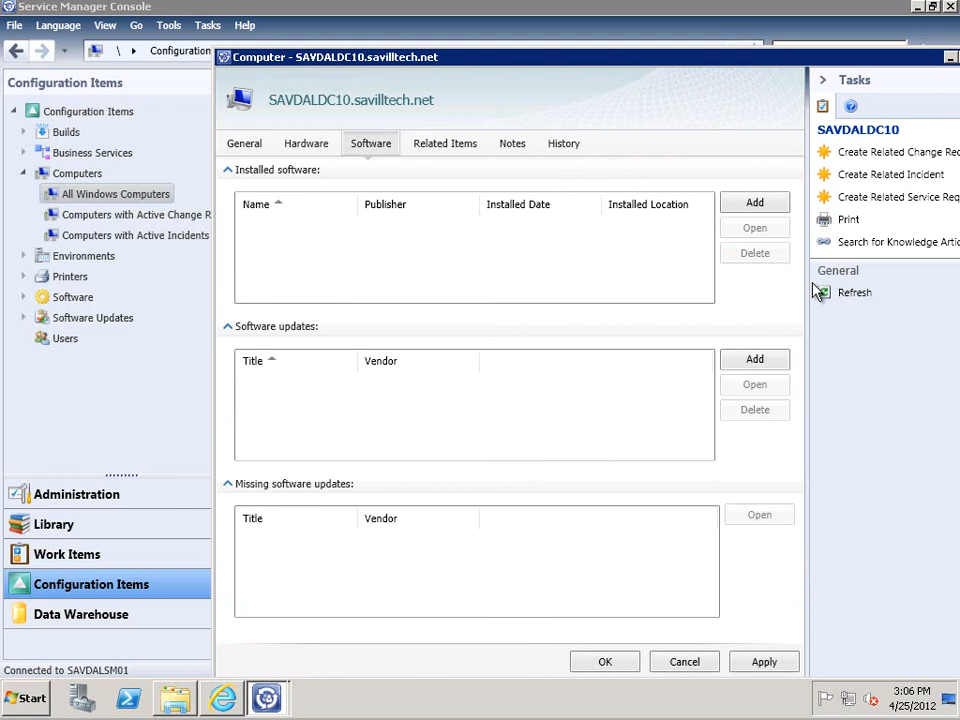 Service Manager Console
File Language View Go Tools Tasks Help
\ Configuration
Configuration Items
Configuration Items
Builds
Business Services
Computers
All Windows Computers
Computers with Active Change R
Computers with Active Incidents
Environments
Printers
Software
Software Updates
Users
Administration
Library
Work Items
Configuration Items
Data Warehouse
Connected to SAVDALSM01
Computer - SAVDALDC10.savilltech.net
SAVDALDC10.savilltech.net
General Hardware Software Related Items Notes History
Installed software:
Name Publisher Installed Date Installed Location
Add
Open
Delete
Software updates:
Title Vendor
Add
Open
Delete
Missing software updates:
Title Vendor
Open
OK Cancel Apply
Tasks
SAVDALDC10
Create Related Change Rec
Create Related Incident
Create Related Service Req
Print
Search for Knowledge Artic
General
Refresh
Start
3:06 PM
4/25/2012